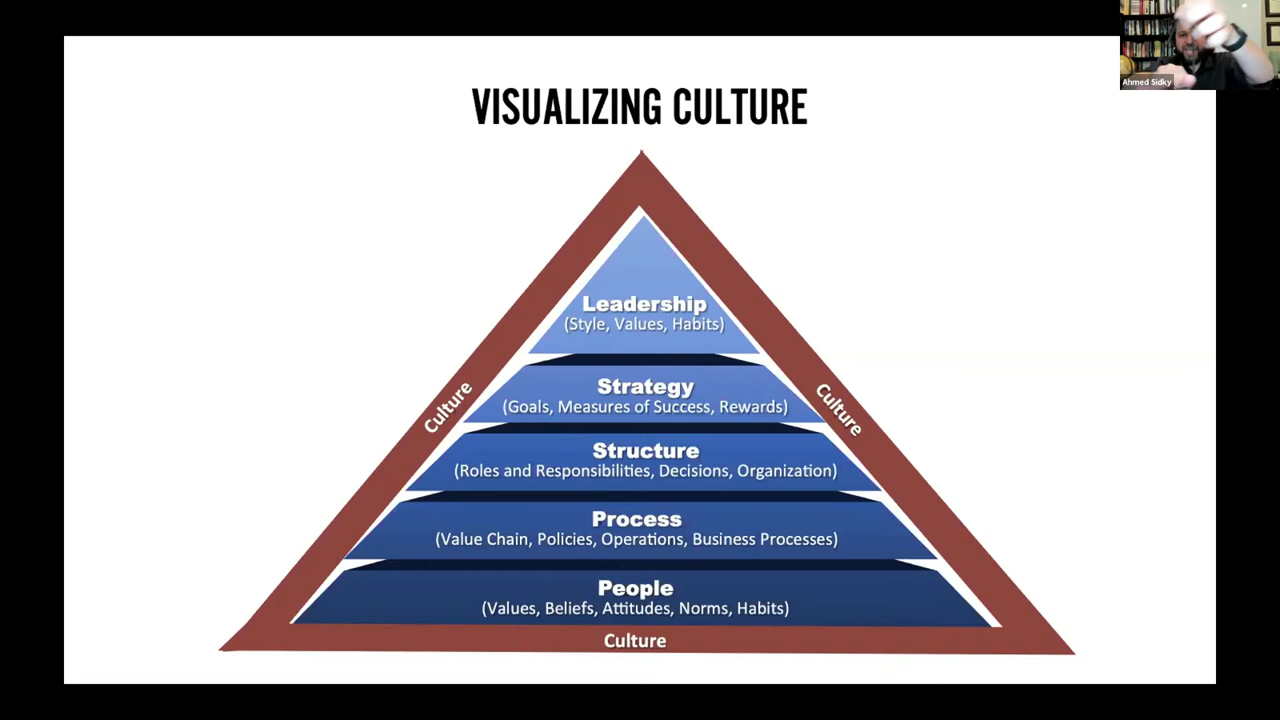 Ahmed Sidky
VISUALIZING CULTURE
Leadership
(Style, Values, Habits)
Strategy
(Goals, Measures of Success, Rewards)
Culture
Culture
Structure
(Roles and Responsibilities, Decisions, Organization)
Process
(Value Chain, Policies, Operations, Business Processes)
People
(Values, Beliefs, Attitudes, Norms, Habits)
Culture